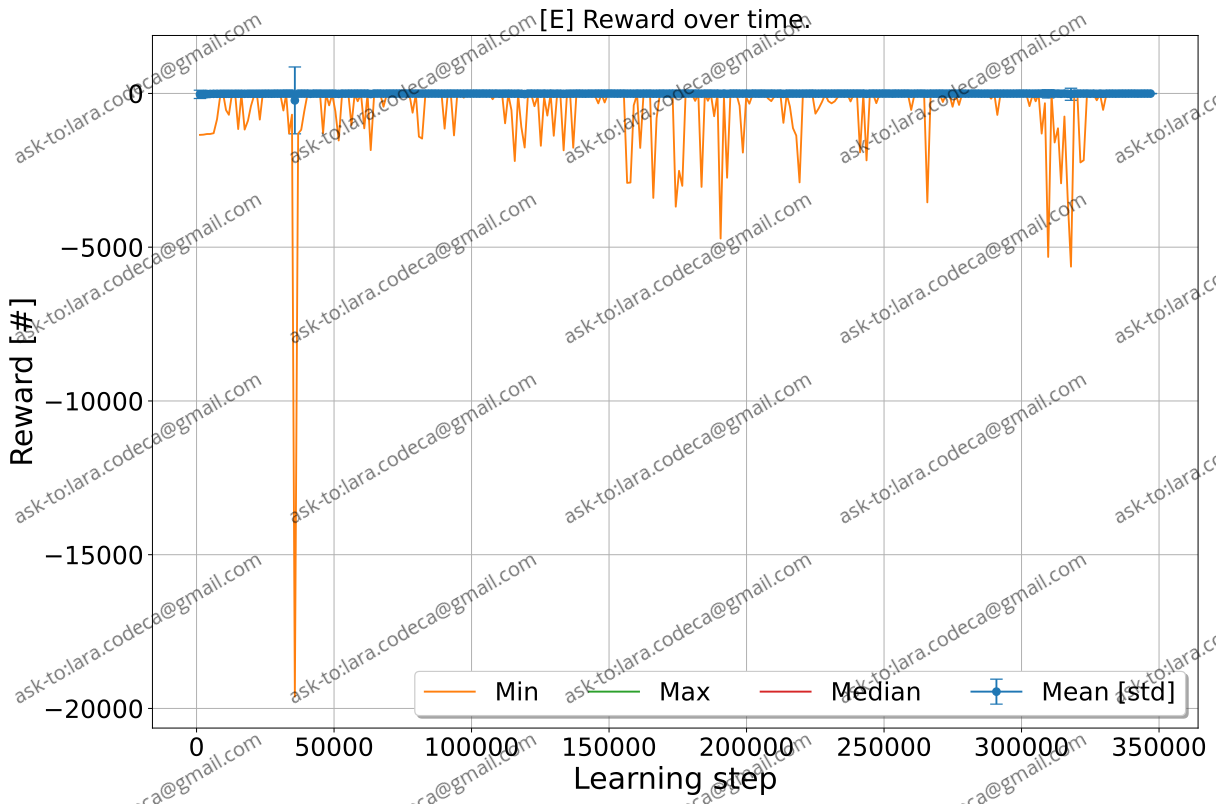 [E] Reward over time.
Reward [#]
0
−5000
−10000
−15000
−20000
Min Max Median Mean [std]
0 50000 100000 150000 200000 250000 300000 350000
Learning step
ask-to:lara.codeca@gmail.com